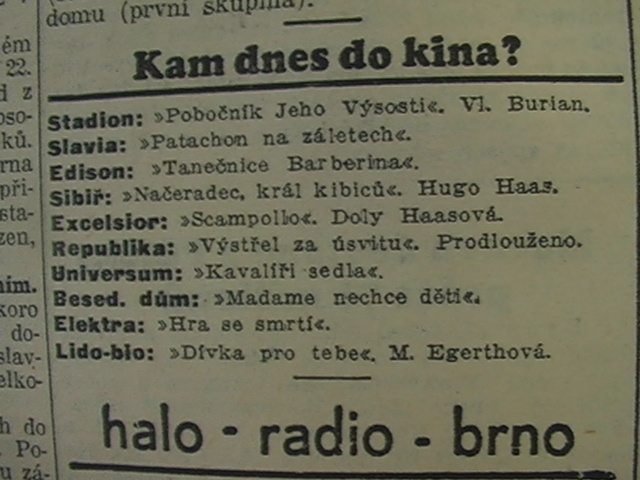 domu (první skupina).
Kam dnes do kina?
Stadion: »Pobočník Jeho Výsosti«. Vl. Burian.
Slavia: »Patachon na záletech«.
Edison: »Tanečnice Barberina«.
Sibiř: »Načeradec, král kibiců«. Hugo Haas.
Excelsior: »Scampollo«. Doly Haasová.
Republika: »Výstřel za úsvitu«. Prodlouženo.
Universum: »Kavalíři sedla«.
Besed. dům: »Madame nechce děti«.
Elektra: »Hra se smrtí«.
Lido-bio: »Dívka pro tebe«. M. Egerthová.
halo - radio - brno